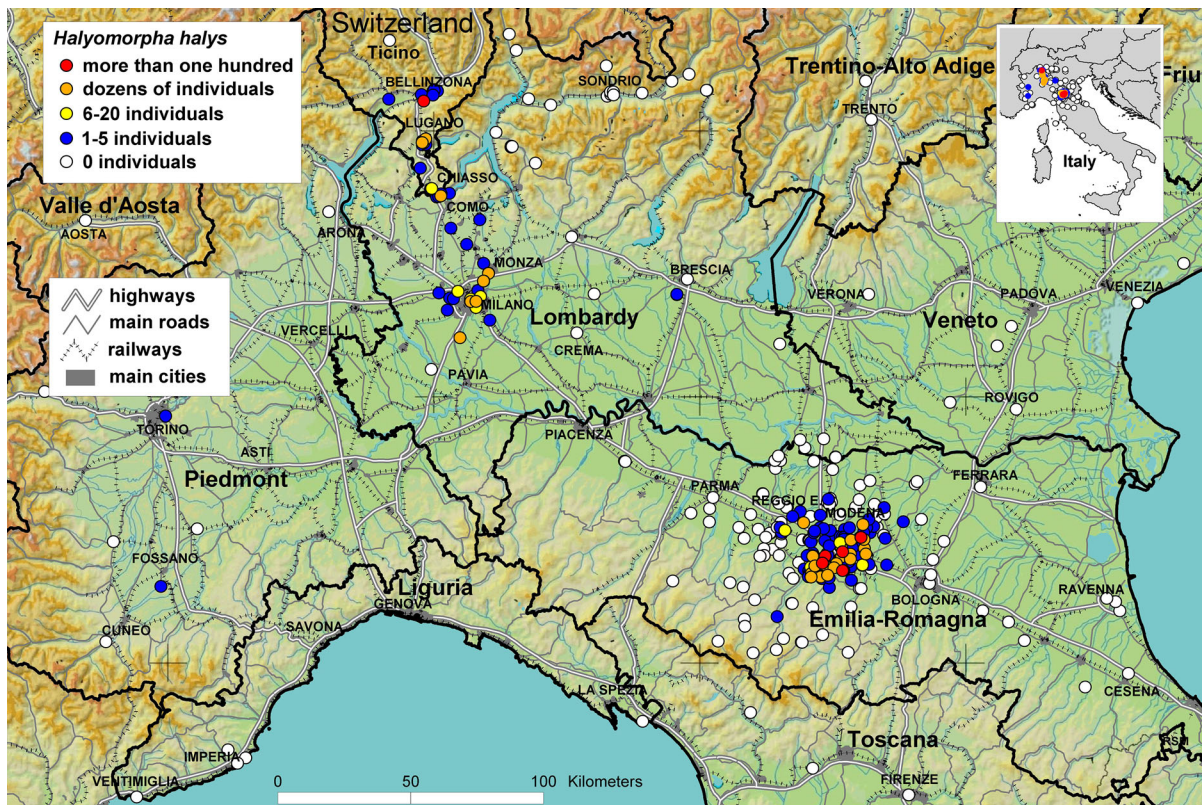 Switzerland
Ticino
Halyomorpha halys
more than one hundred
dozens of individuals
6-20 individuals
1-5 individuals
0 individuals
BELLINZONA
SONDRIO
Trentino-Alto Adige
Friu
TRENTO
Italy
LUGANO
CHIASSO
COMO
Valle d'Aosta
AOSTA
ARONA
MONZA
BRESCIA
highways
main roads
railways
main cities
VERCELLI
MILANO
Lombardy
CREMA
VERONA
PADOVA
VENEZIA
Veneto
PAVIA
ROVIGO
TORINO
PIACENZA
ASTI
Piedmont
PARMA
REGGIO E.
MODENA
FERRARA
FOSSANO
Liguria
GENOVA
BOLOGNA
RAVENNA
Emilia-Romagna
CUNEO
SAVONA
LA SPEZIA
CESENA
Toscana
RSM
IMPERIA
VENTIMIGLIA
FIRENZE
0 50 100 Kilometers